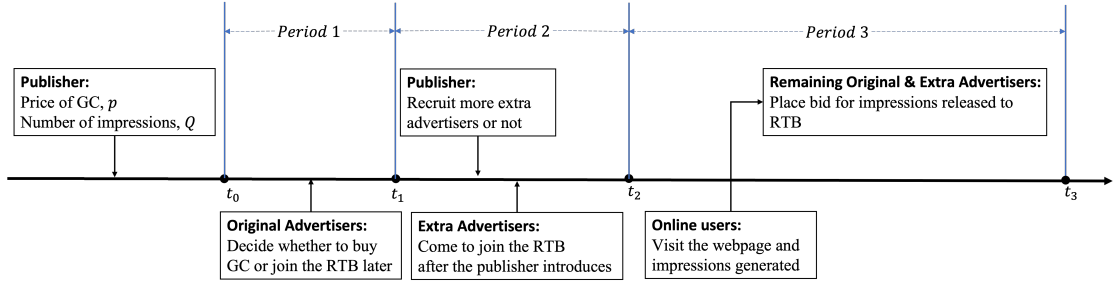 Period 1
Period 2
Period 3
Publisher:
Price of GC, p
Number of impressions, Q
Publisher:
Recruit more extra
advertisers or not
Remaining Original & Extra Advertisers:
Place bid for impressions released to
RTB
t₀
t₁
t₂
t₃
Original Advertisers:
Decide whether to buy
GC or join the RTB later
Extra Advertisers:
Come to join the RTB
after the publisher introduces
Online users:
Visit the webpage and
impressions generated